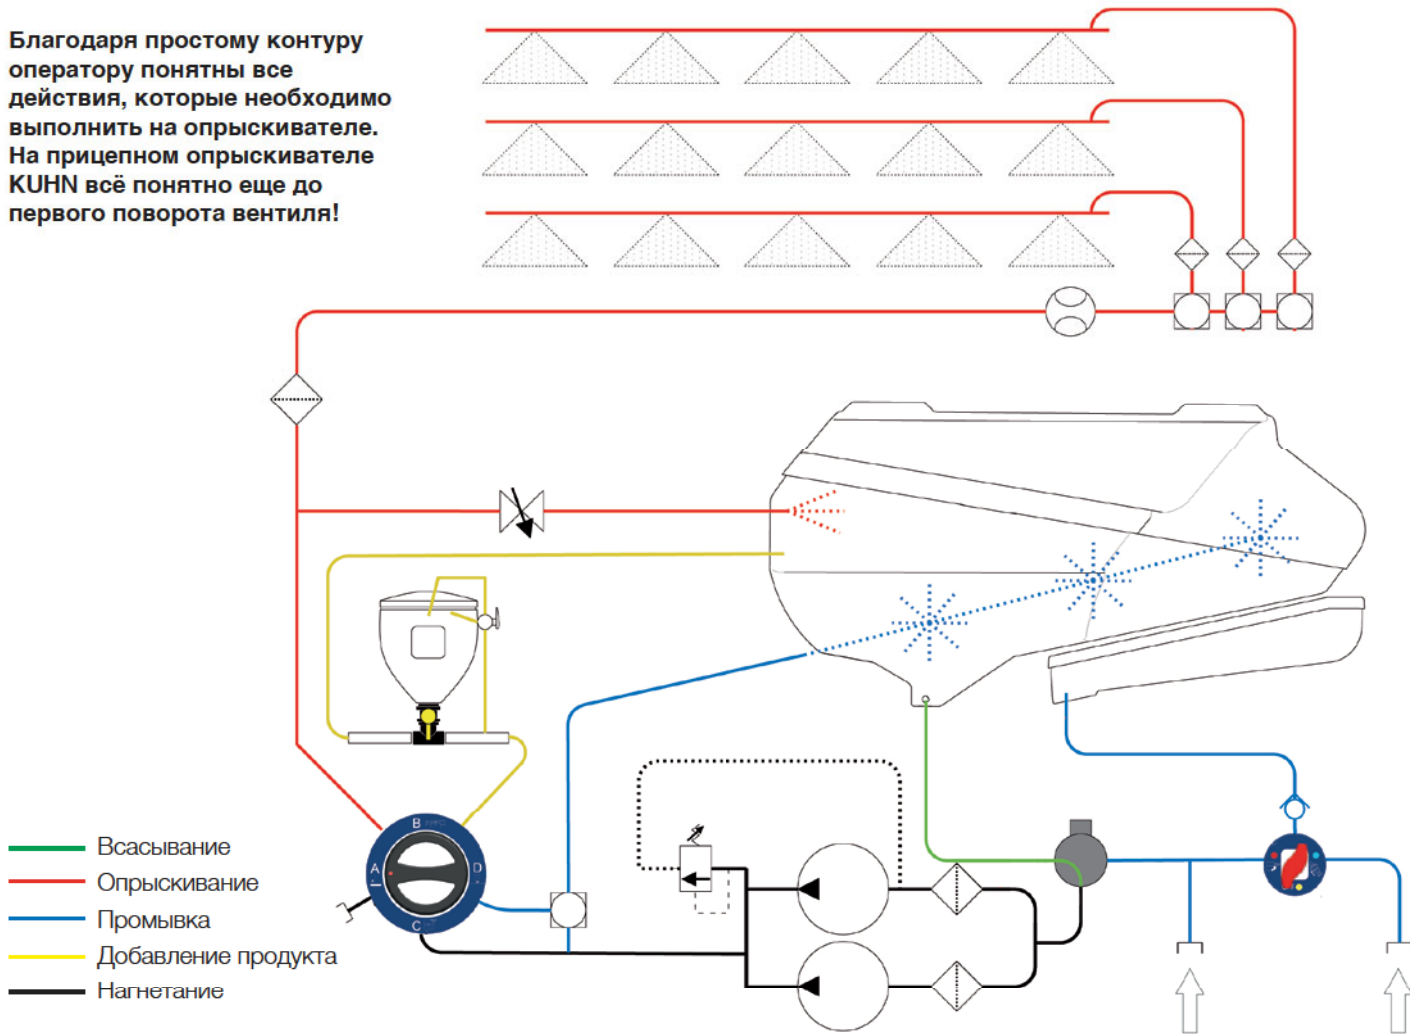 Благодаря простому контуру
оператору понятны все
действия, которые необходимо
выполнить на опрыскивателе.
На прицепном опрыскивателе
KUHN всё понятно еще до
первого поворота вентиля!
B
A
D
C
Всасывание
Опрыскивание
Промывка
Добавление продукта
Нагнетание